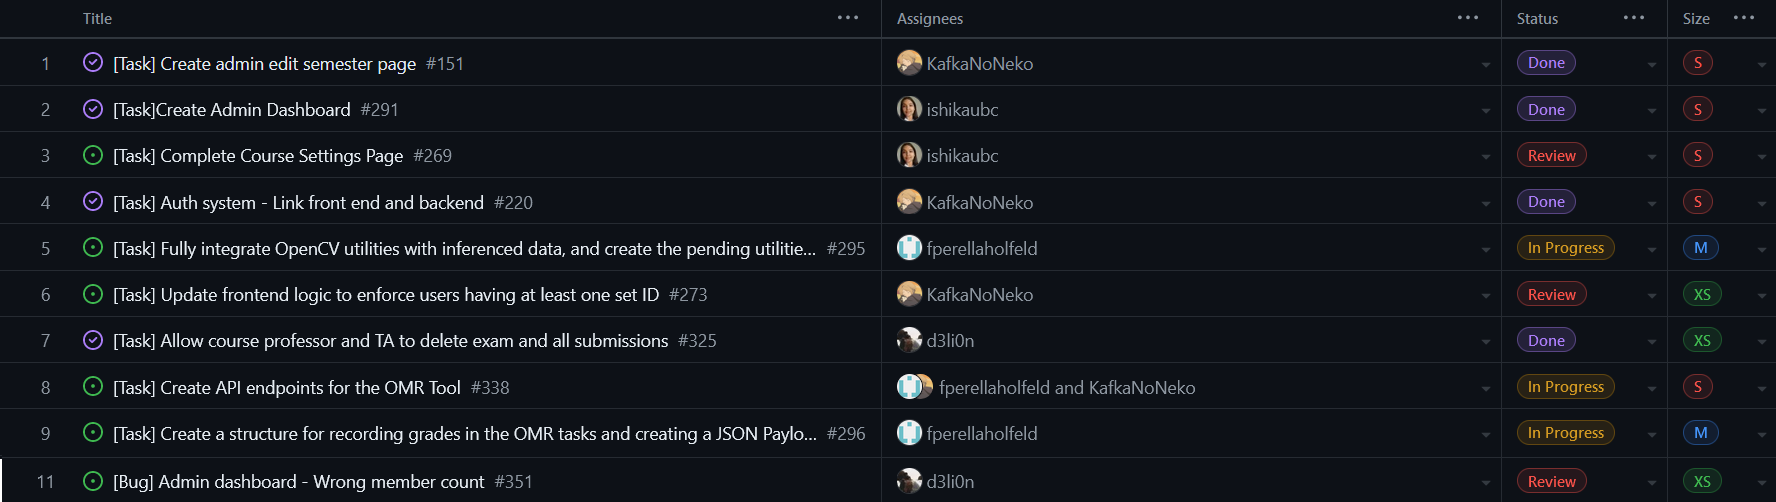 Title ... Assignees ... Status ... Size ...
1 [Task] Create admin edit semester page #151 KafkaNoNeko Done S
2 [Task]Create Admin Dashboard #291 ishikaubc Done S
3 [Task] Complete Course Settings Page #269 ishikaubc Review S
4 [Task] Auth system - Link front end and backend #220 KafkaNoNeko Done S
5 [Task] Fully integrate OpenCV utilities with inferenced data, and create the pending utilitie... #295 fperellaholfeld In Progress M
6 [Task] Update frontend logic to enforce users having at least one set ID #273 KafkaNoNeko Review XS
7 [Task] Allow course professor and TA to delete exam and all submissions #325 d3li0n Done XS
8 [Task] Create API endpoints for the OMR Tool #338 fperellaholfeld and KafkaNoNeko In Progress S
9 [Task] Create a structure for recording grades in the OMR tasks and creating a JSON Paylo... #296 fperellaholfeld In Progress M
11 [Bug] Admin dashboard - Wrong member count #351 d3li0n Review XS